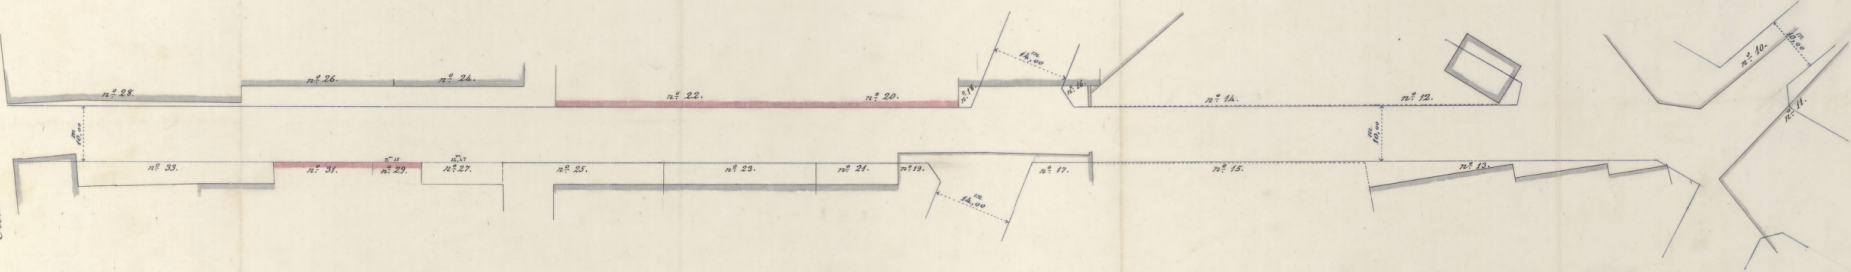 nº 28.
nº 26.
nº 24.
nº 22.
nº 20.
nº 18.
m 14,00
nº 16.
nº 14.
nº 12.
nº 10.
m 10,00
nº 11.
m 10,00
m 10,00
nº 33.
nº 31.
nº 29.
nº 27.
nº 25.
nº 23.
nº 21.
nº 19.
m 14,00
nº 17.
nº 15.
nº 13.